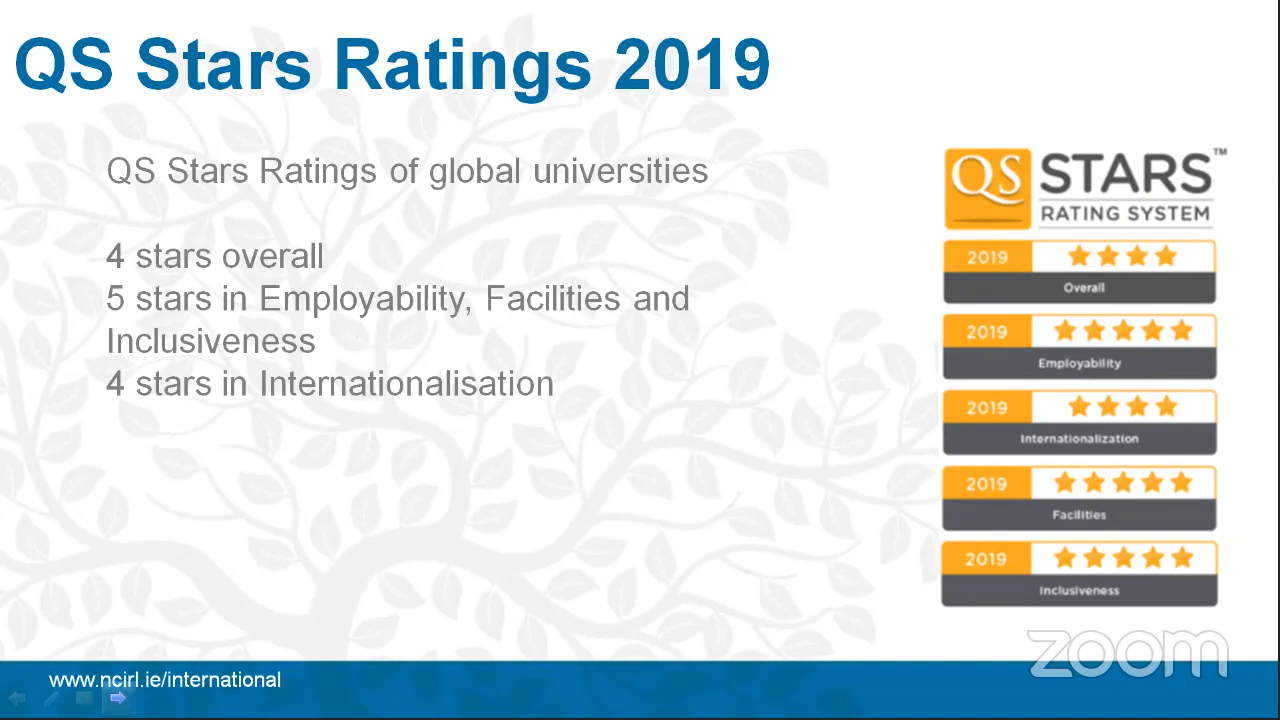 QS Stars Ratings 2019
QS Stars Ratings of global universities
4 stars overall
5 stars in Employability, Facilities and
Inclusiveness
4 stars in Internationalisation
QS STARS™
RATING SYSTEM
2019
Overall
2019
Employability
2019
Internationalization
2019
Facilities
2019
Inclusiveness
zoom
www.ncirl.ie/international